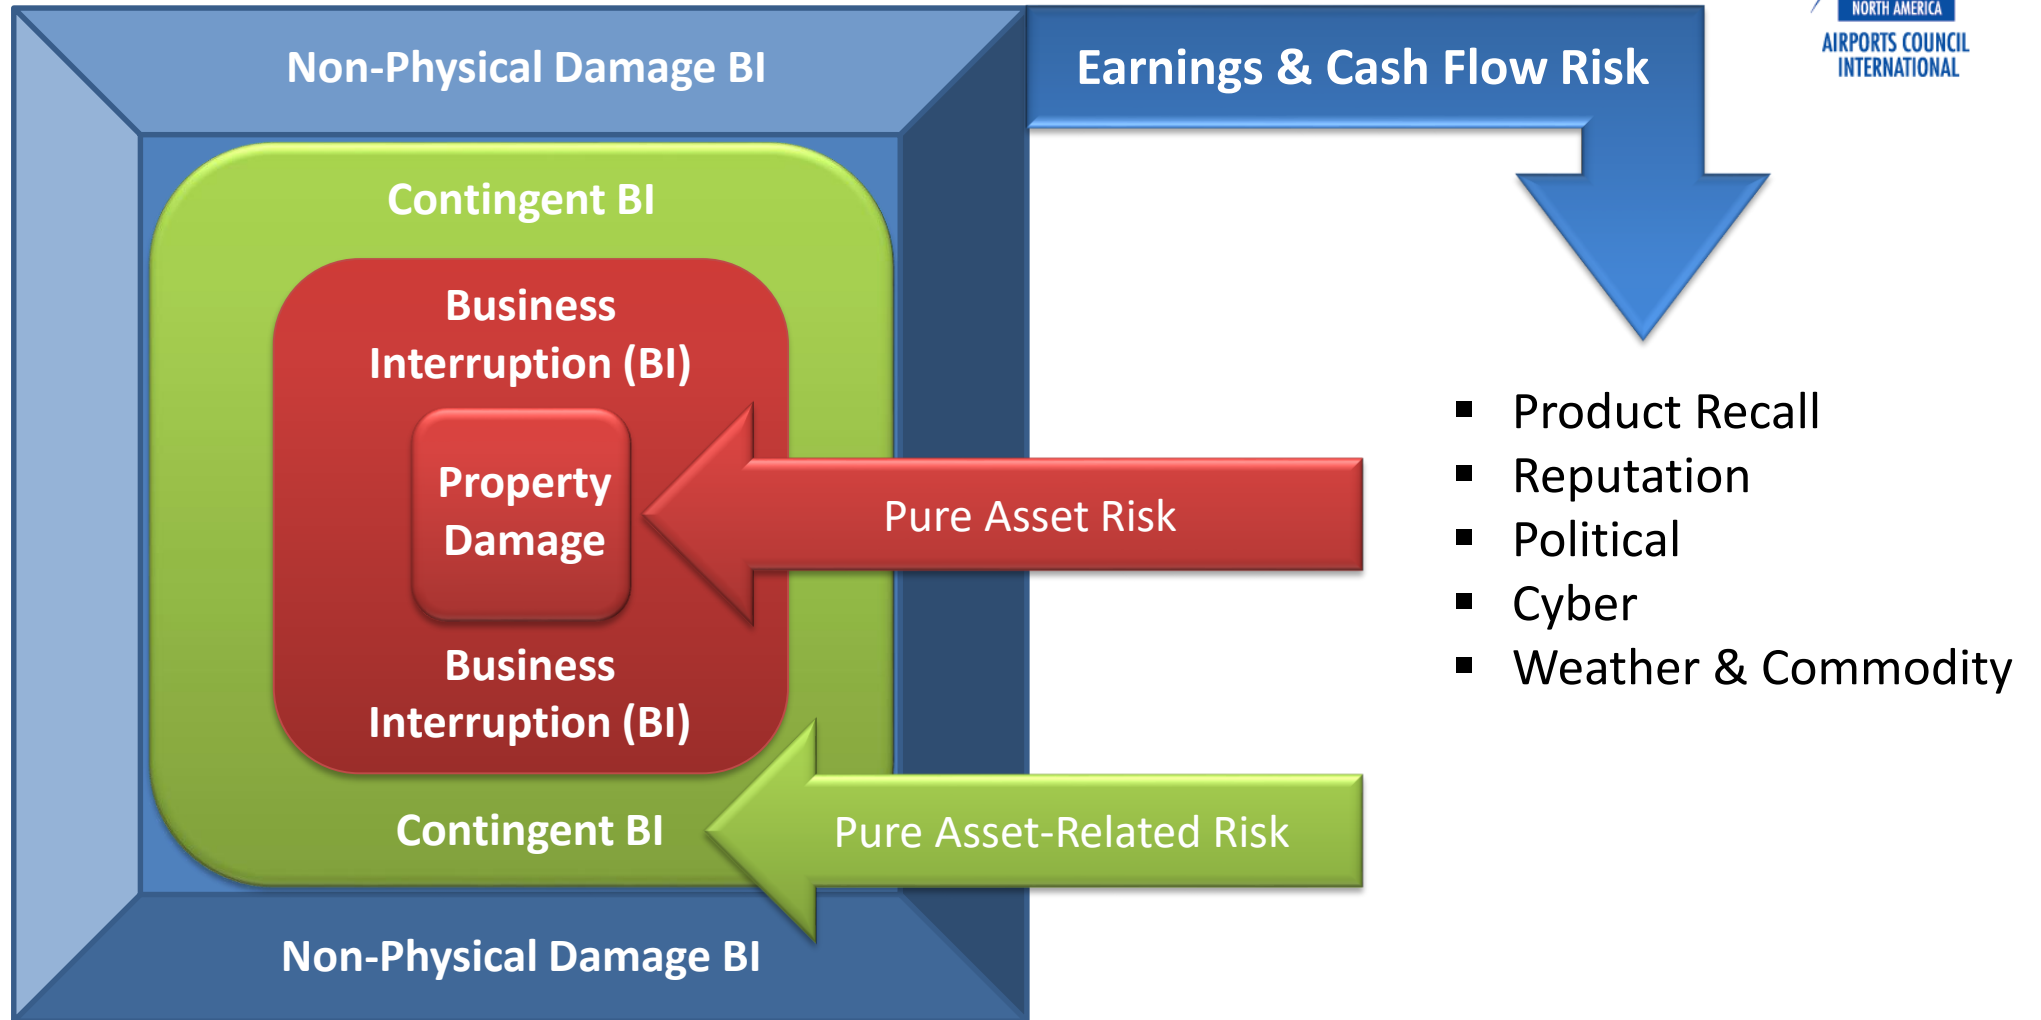 NORTH AMERICA
AIRPORTS COUNCIL
INTERNATIONAL
Non-Physical Damage BI
Earnings & Cash Flow Risk
Contingent BI
Business
Interruption (BI)
Property
Damage
Pure Asset Risk
Business
Interruption (BI)
Contingent BI
Pure Asset-Related Risk
Non-Physical Damage BI
▪ Product Recall
▪ Reputation
▪ Political
▪ Cyber
▪ Weather & Commodity